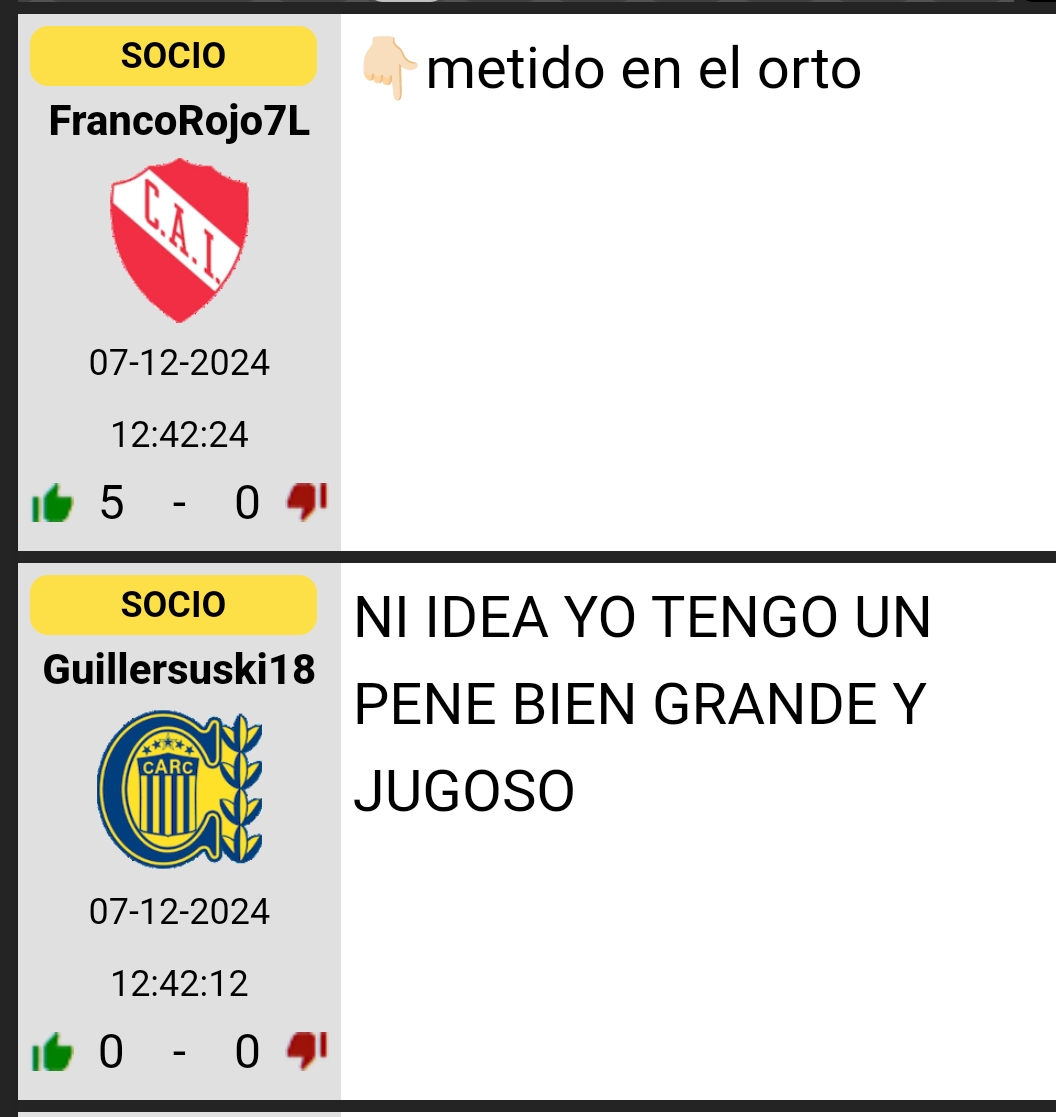 SOCIO
FrancoRojo7L
C.A.I.
07-12-2024
12:42:24
5 - 0
👇🏻metido en el orto
SOCIO
Guillersuski18
CARC
07-12-2024
12:42:12
0 - 0
NI IDEA YO TENGO UN
PENE BIEN GRANDE Y
JUGOSO